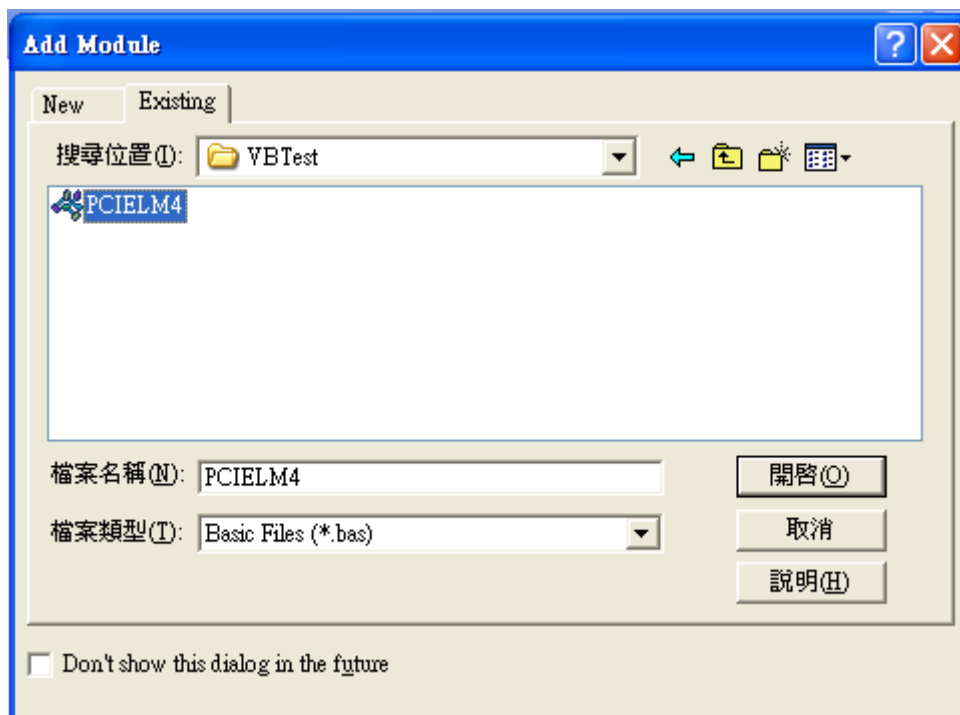 Add Module
New Existing
搜尋位置(I): VBTest
PCIELM4
檔案名稱(N): PCIELM4 開啓(O)
檔案類型(T): Basic Files (*.bas) 取消
說明(H)
Don't show this dialog in the future